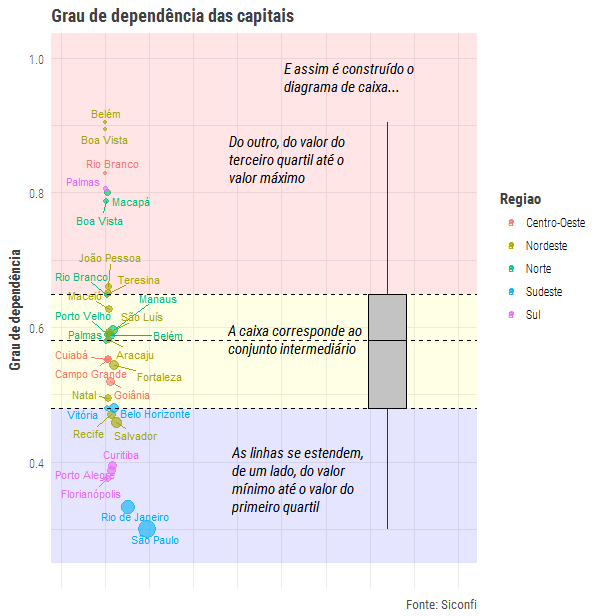 Grau de dependência das capitais
Grau de dependência
1.0
0.8
0.6
0.4
E assim é construído o
diagrama de caixa...
Belém
Boa Vista
Do outro, do valor do
terceiro quartil até o
valor máximo
Rio Branco
Palmas
Macapá
Boa Vista
João Pessoa
Rio Branco
Teresina
Maceió
Manaus
Porto Velho
São Luís
Palmas
Belém
A caixa corresponde ao
conjunto intermediário
Cuiabá
Aracaju
Campo Grande
Fortaleza
Natal
Goiânia
Vitória
Belo Horizonte
Recife
Salvador
Curitiba
Porto Alegre
Florianópolis
As linhas se estendem,
de um lado, do valor
mínimo até o valor do
primeiro quartil
Rio de Janeiro
São Paulo
Regiao
Centro-Oeste
Nordeste
Norte
Sudeste
Sul
Fonte: Siconfi